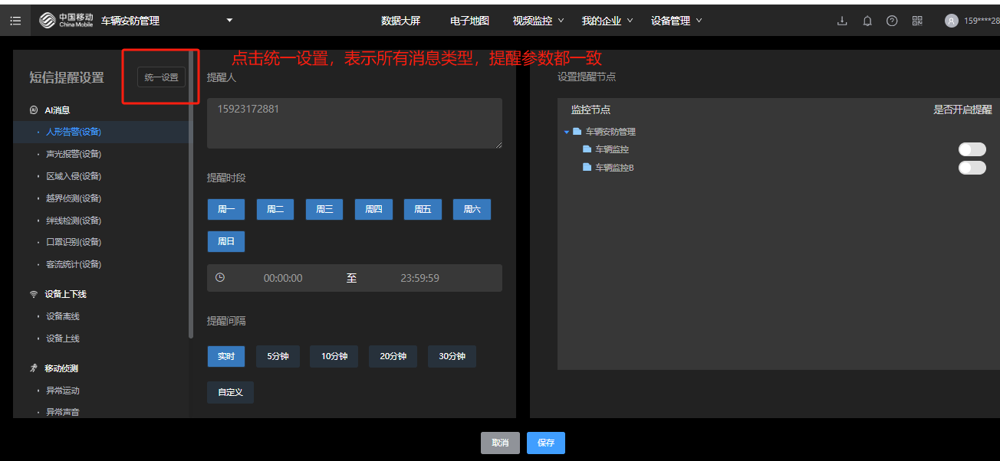 中国移动
China Mobile
车辆安防管理
数据大屏
电子地图
视频监控
我的企业
设备管理
159****28
点击统一设置，表示所有消息类型，提醒参数都一致
短信提醒设置
统一设置
AI消息
人形告警(设备)
声光报警(设备)
区域入侵(设备)
越界侦测(设备)
绊线检测(设备)
口罩识别(设备)
客流统计(设备)
设备上下线
设备离线
设备上线
移动侦测
异常运动
异常声音
提醒人
15923172881
提醒时段
周一 周二 周三 周四 周五 周六
周日
00:00:00 至 23:59:59
提醒间隔
实时 5分钟 10分钟 20分钟 30分钟
自定义
设置提醒节点
监控节点 是否开启提醒
车辆安防管理
车辆监控
车辆监控B
取消 保存